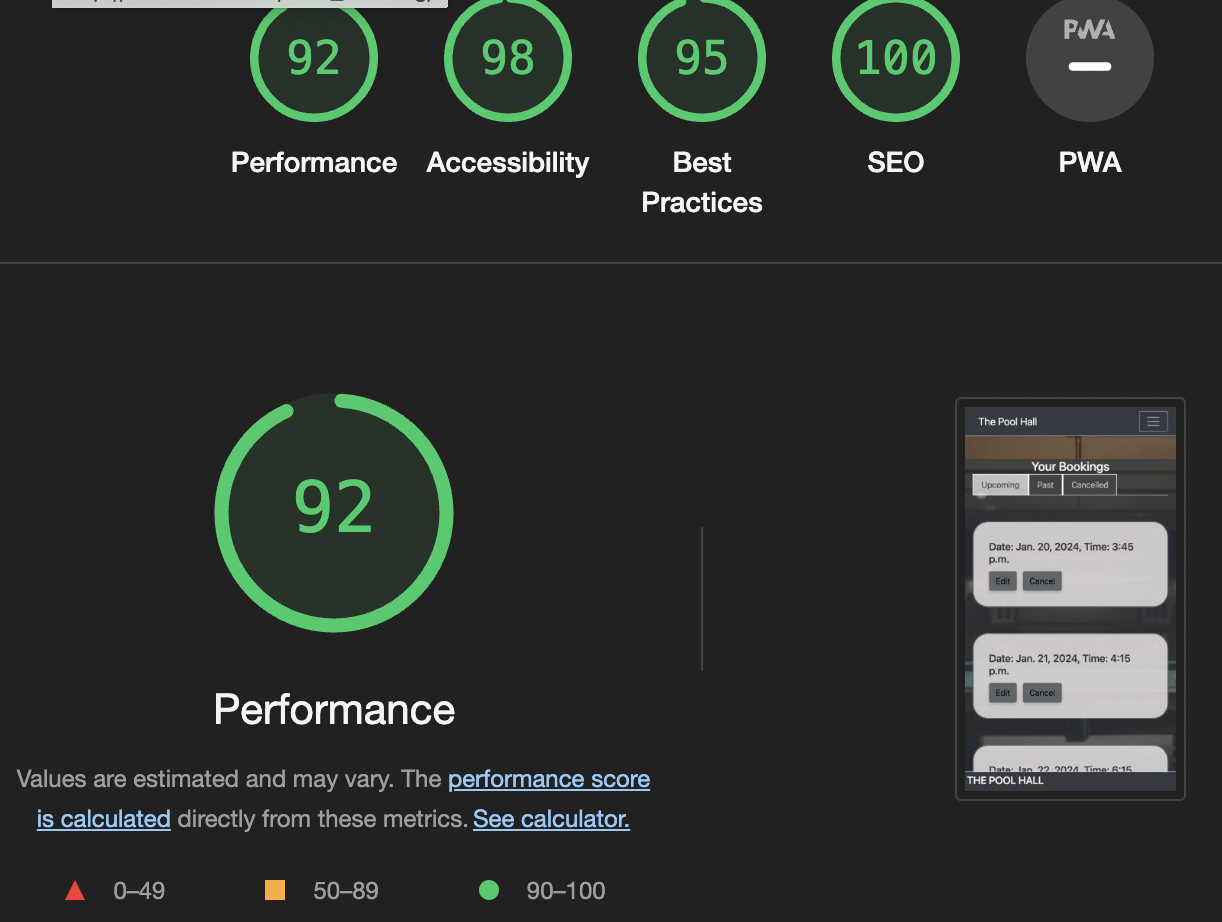 92
98
95
100
PWA
Performance
Accessibility
Best
Practices
SEO
PWA
92
Performance
Values are estimated and may vary. The performance score
is calculated directly from these metrics. See calculator.
0–49
50–89
90–100
The Pool Hall
Your Bookings
Upcoming
Past
Cancelled
Date: Jan. 20, 2024, Time: 3:45
p.m.
Edit
Cancel
Date: Jan. 21, 2024, Time: 4:15
p.m.
Edit
Cancel
Date: Jan. 22, 2024, Time: 6:15
THE POOL HALL